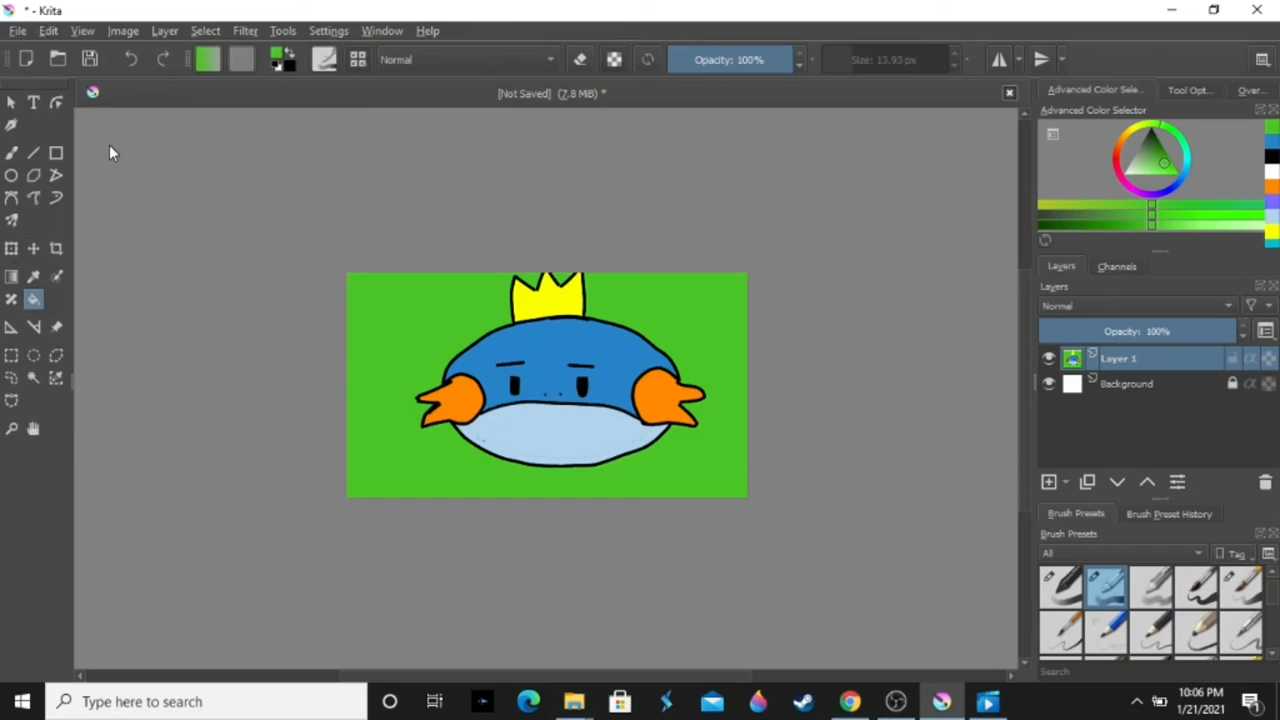 * - Krita
File Edit View Image Layer Select Filter Tools Settings Window Help
Normal Opacity: 100% Size: 13.93 px
[Not Saved] (7.8 MiB) *
Advanced Color Sele... Tool Opt... Over...
Advanced Color Selector
Layers Channels
Layers
Normal
Opacity: 100%
Layer 1
Background
Brush Presets Brush Preset History
Brush Presets
All Tag
Search
Type here to search
10:06 PM
1/21/2021